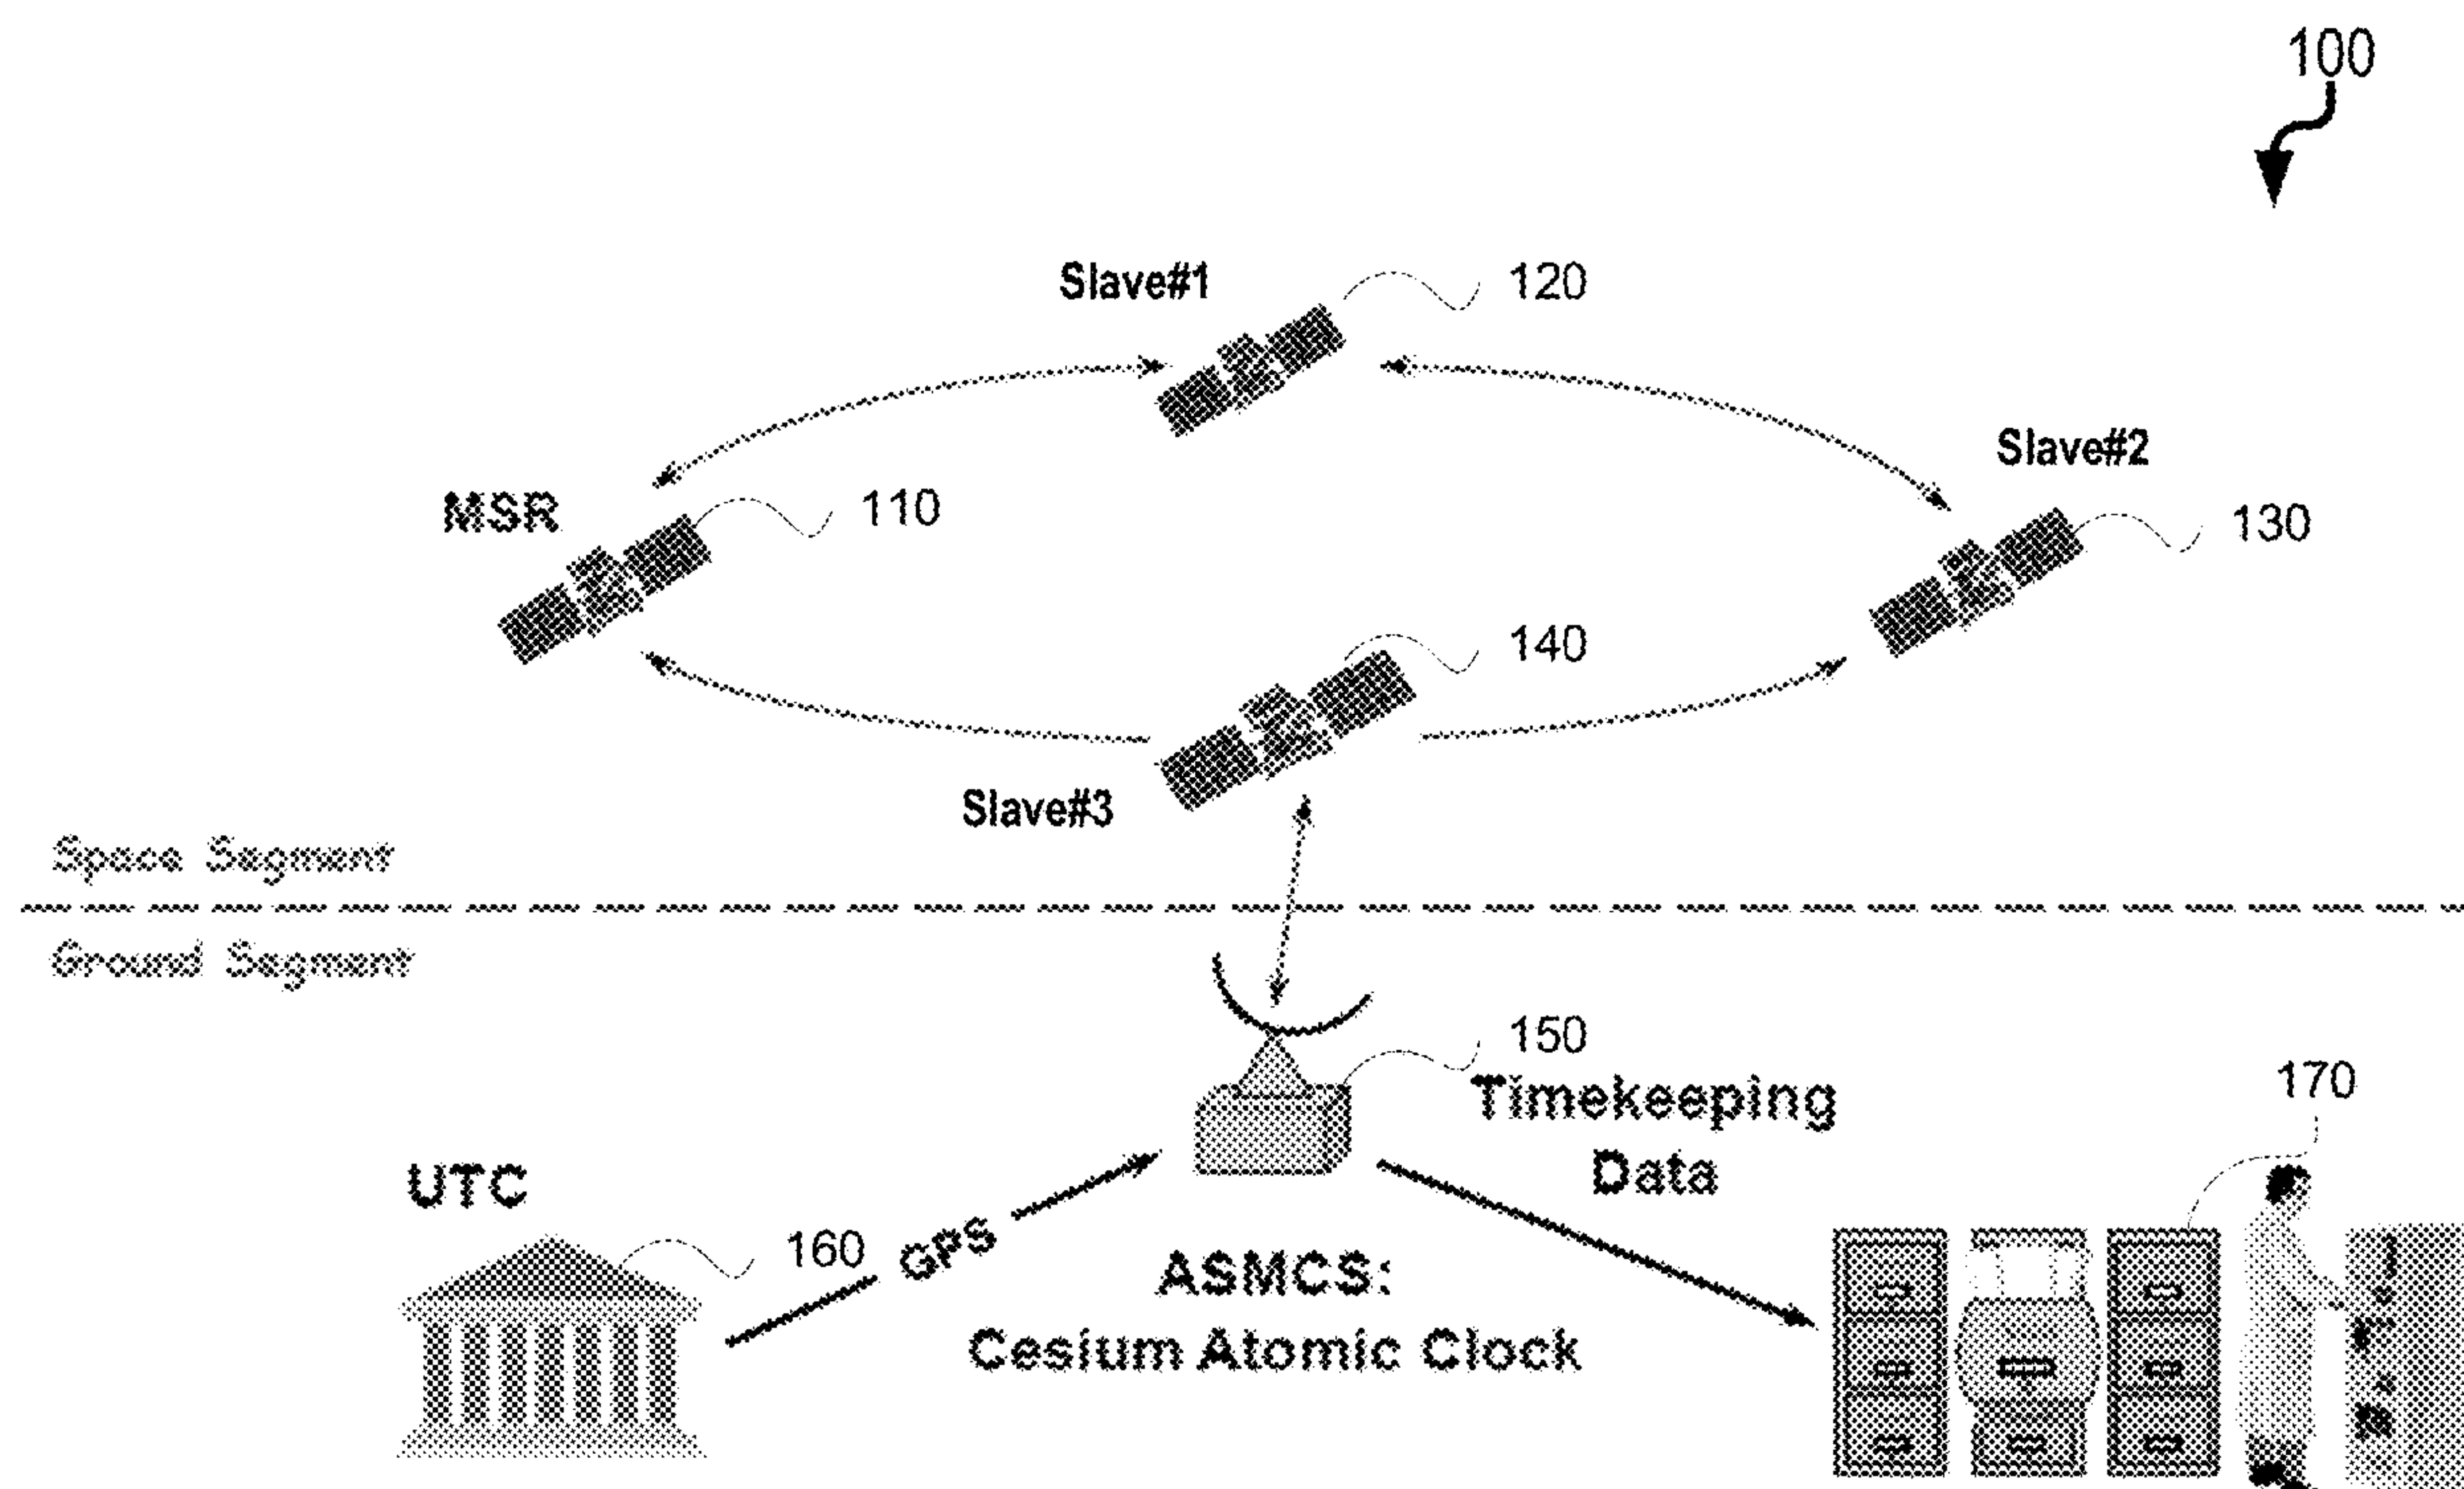 100
Slave#1
120
Slave#2
MSR
110
130
140
Slave#3
Space Segment
Ground Segment
150
Timekeeping
Data
170
UTC
160
GPS
ASMCS:
Cesium Atomic Clock